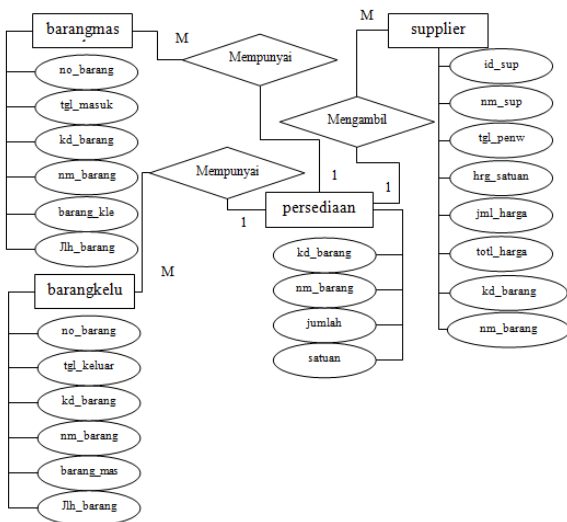 barangmas
M
Mempunyai
M
supplier
no_barang
tgl_masuk
kd_barang
nm_barang
barang_kle
Jlh_barang
id_sup
nm_sup
tgl_penw
hrg_satuan
jml_harga
totl_harga
kd_barang
nm_barang
Mengambil
Mempunyai
1
1
1
persediaan
kd_barang
nm_barang
jumlah
satuan
M
barangkelu
no_barang
tgl_keluar
kd_barang
nm_barang
barang_mas
Jlh_barang